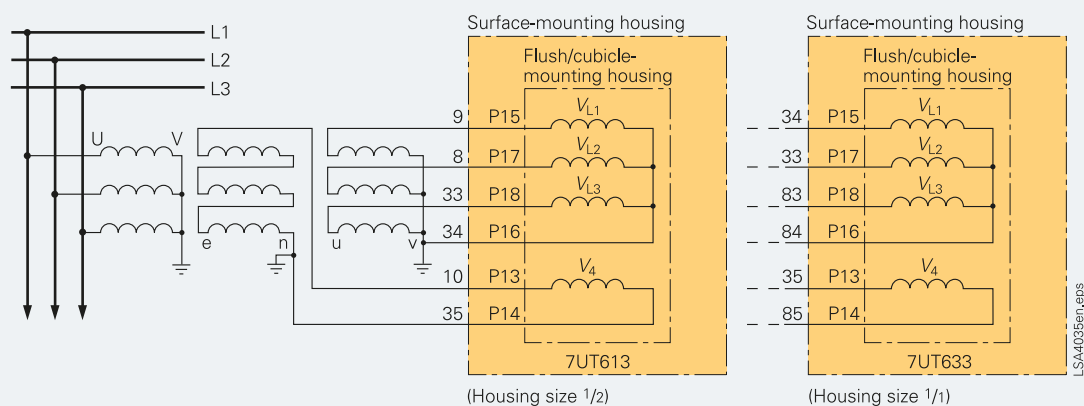 L1
L2
L3
U V
e n
u v
Surface-mounting housing
Flush/cubicle-
mounting housing
9 P15 VL1
8 P17 VL2
33 P18 VL3
34 P16
10 P13 V4
35 P14
7UT613
(Housing size 1/2)
Surface-mounting housing
Flush/cubicle-
mounting housing
34 P15 VL1
33 P17 VL2
83 P18 VL3
84 P16
35 P13 V4
85 P14
7UT633
(Housing size 1/1)
LSA4035en.eps